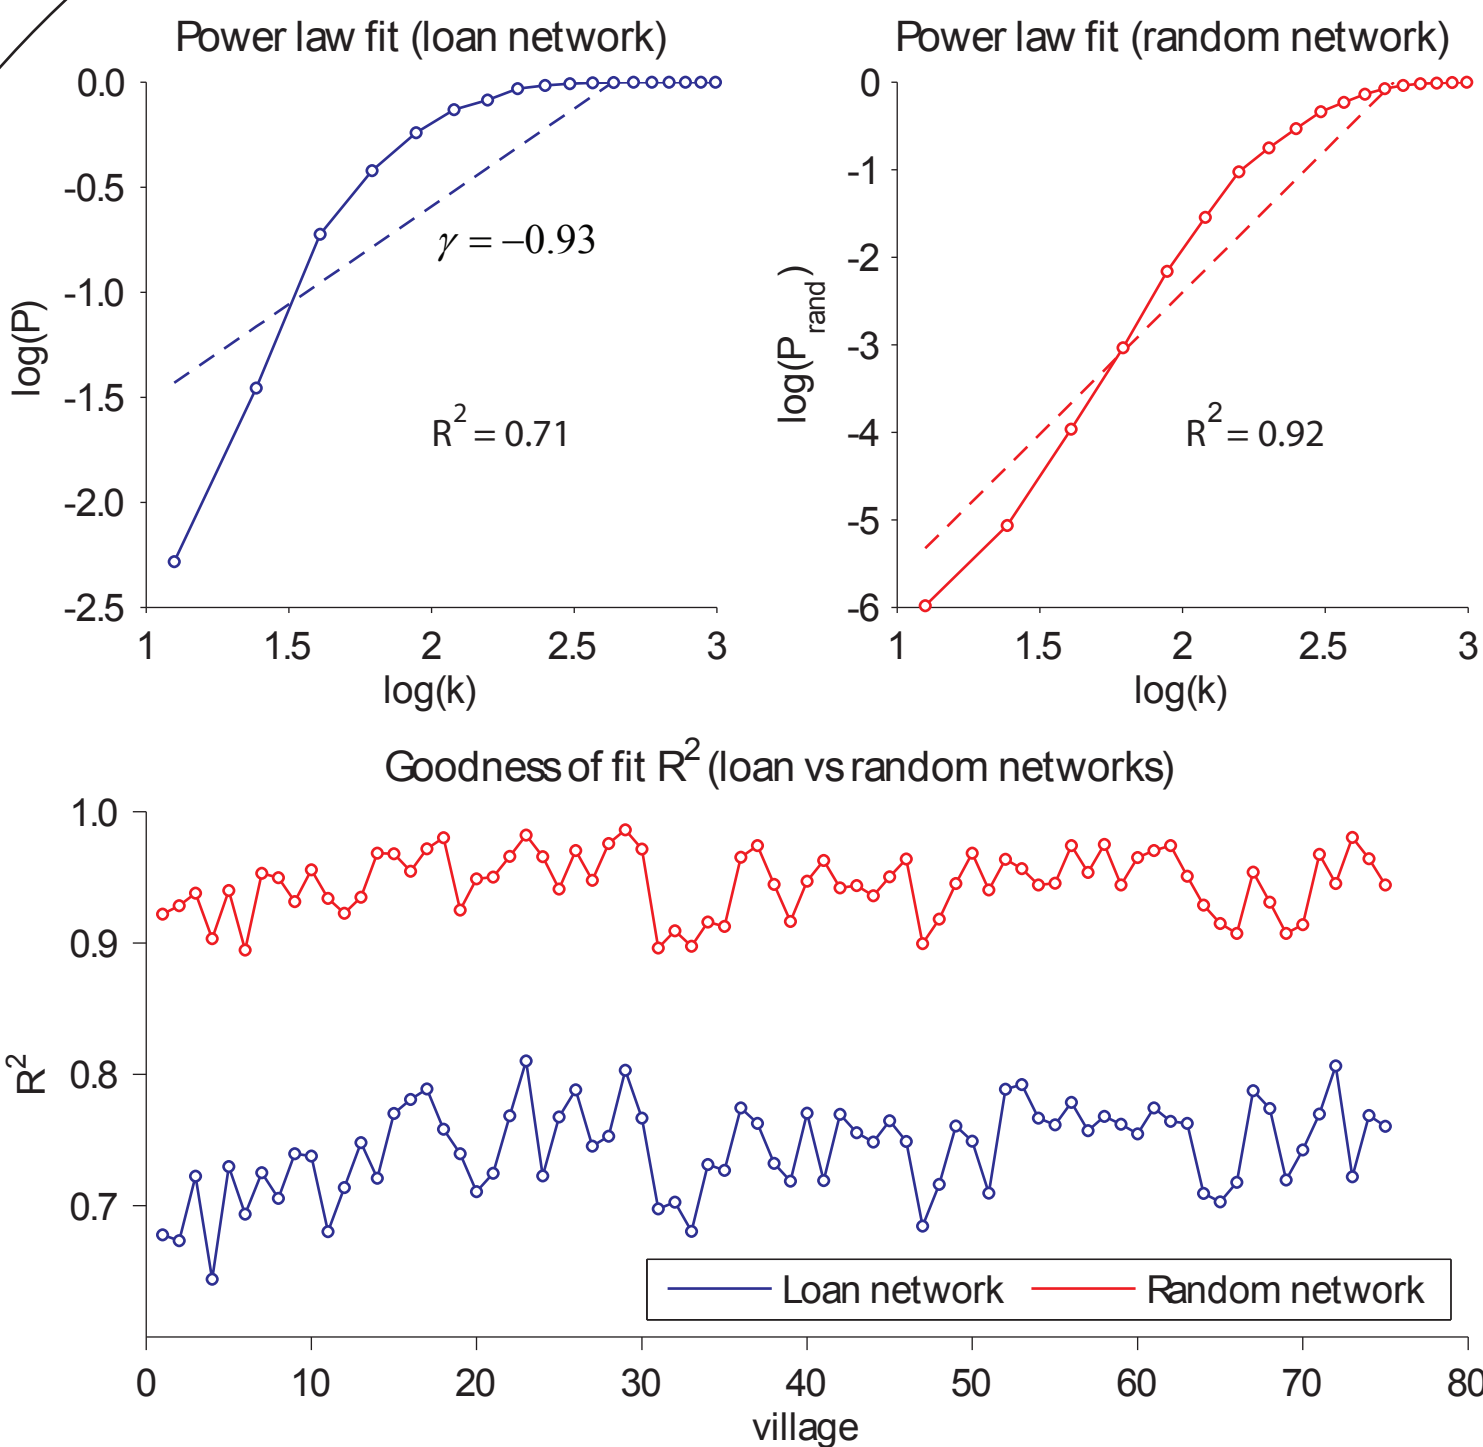 Power law fit (loan network)
Power law fit (random network)
0.0
-0.5
-1.0
-1.5
-2.0
-2.5
log(P)
γ = −0.93
R² = 0.71
1 1.5 2 2.5 3
log(k)
0
-1
-2
-3
-4
-5
-6
log(P_rand)
R² = 0.92
1 1.5 2 2.5 3
log(k)
Goodness of fit R² (loan vs random networks)
1.0
0.9
0.8
0.7
R²
Loan network Random network
0 10 20 30 40 50 60 70 80
village